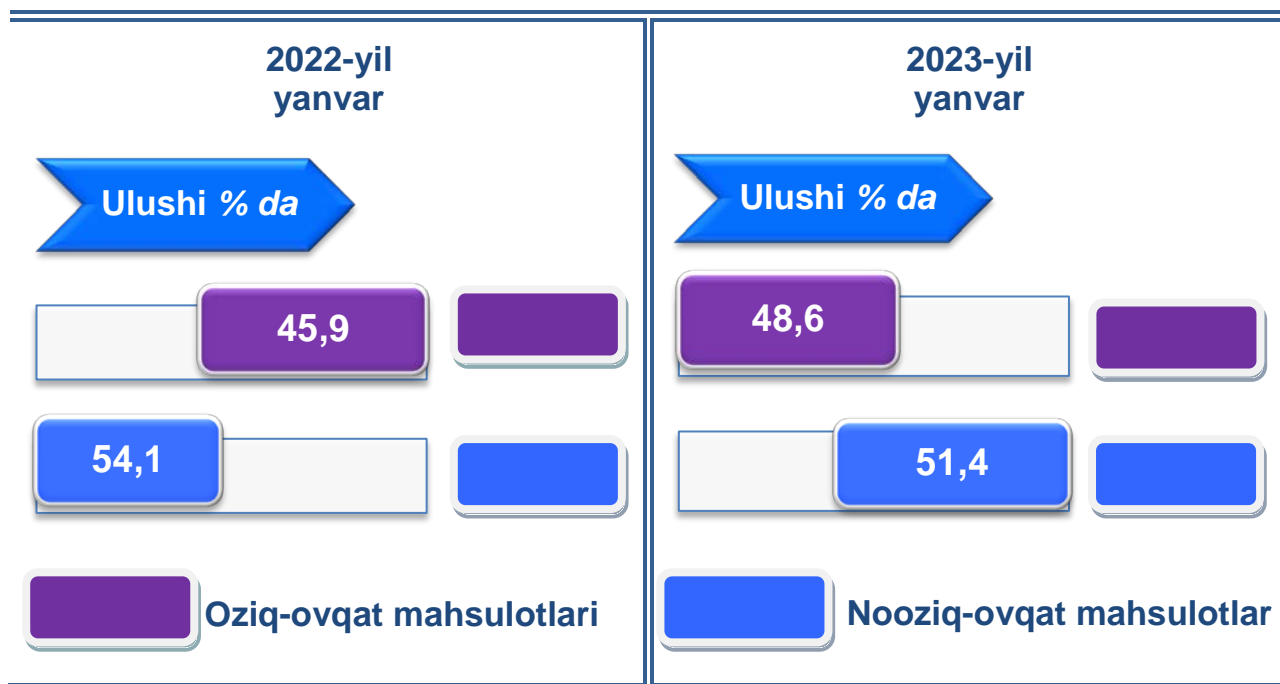 2022-yil
yanvar
Ulushi % da
45,9
54,1
Oziq-ovqat mahsulotlari
2023-yil
yanvar
Ulushi % da
48,6
51,4
Nooziq-ovqat mahsulotlar